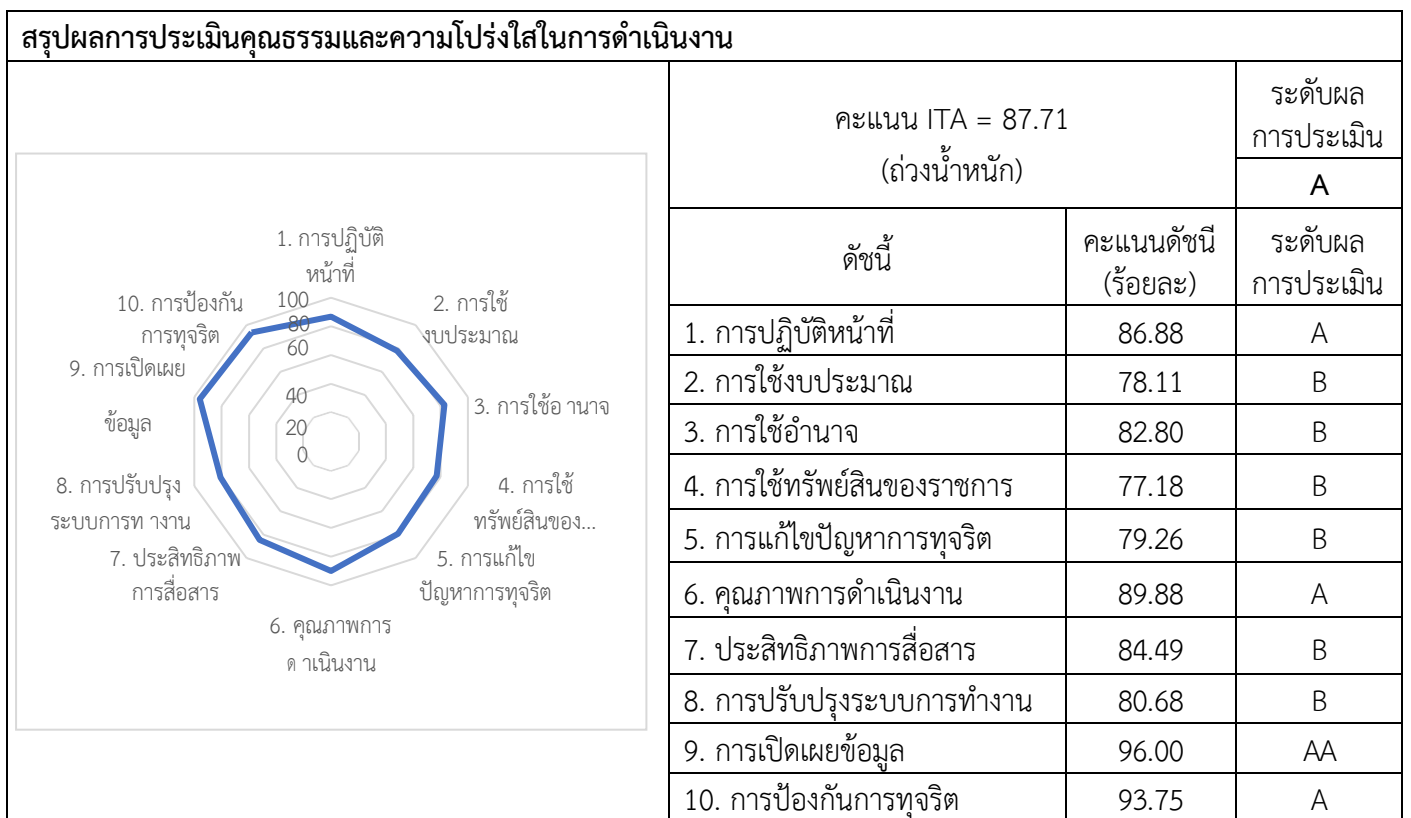 สรุปผลการประเมินคุณธรรมและความโปร่งใสในการดำเนินงาน
1. การปฏิบัติ
หน้าที่
2. การใช้
งบประมาณ
3. การใช้อ านาจ
4. การใช้
ทรัพย์สินของ...
5. การแก้ไข
ปัญหาการทุจริต
6. คุณภาพการ
ด าเนินงาน
7. ประสิทธิภาพ
การสื่อสาร
8. การปรับปรุง
ระบบการท างาน
9. การเปิดเผย
ข้อมูล
10. การป้องกัน
การทุจริต
100
80
60
40
20
0
คะแนน ITA = 87.71
(ถ่วงน้ำหนัก)
ระดับผล
การประเมิน
A
ดัชนี้
คะแนนดัชนี
(ร้อยละ)
ระดับผล
การประเมิน
1. การปฏิบัติหน้าที่ 86.88 A
2. การใช้งบประมาณ 78.11 B
3. การใช้อำนาจ 82.80 B
4. การใช้ทรัพย์สินของราชการ 77.18 B
5. การแก้ไขปัญหาการทุจริต 79.26 B
6. คุณภาพการดำเนินงาน 89.88 A
7. ประสิทธิภาพการสื่อสาร 84.49 B
8. การปรับปรุงระบบการทำงาน 80.68 B
9. การเปิดเผยข้อมูล 96.00 AA
10. การป้องกันการทุจริต 93.75 A